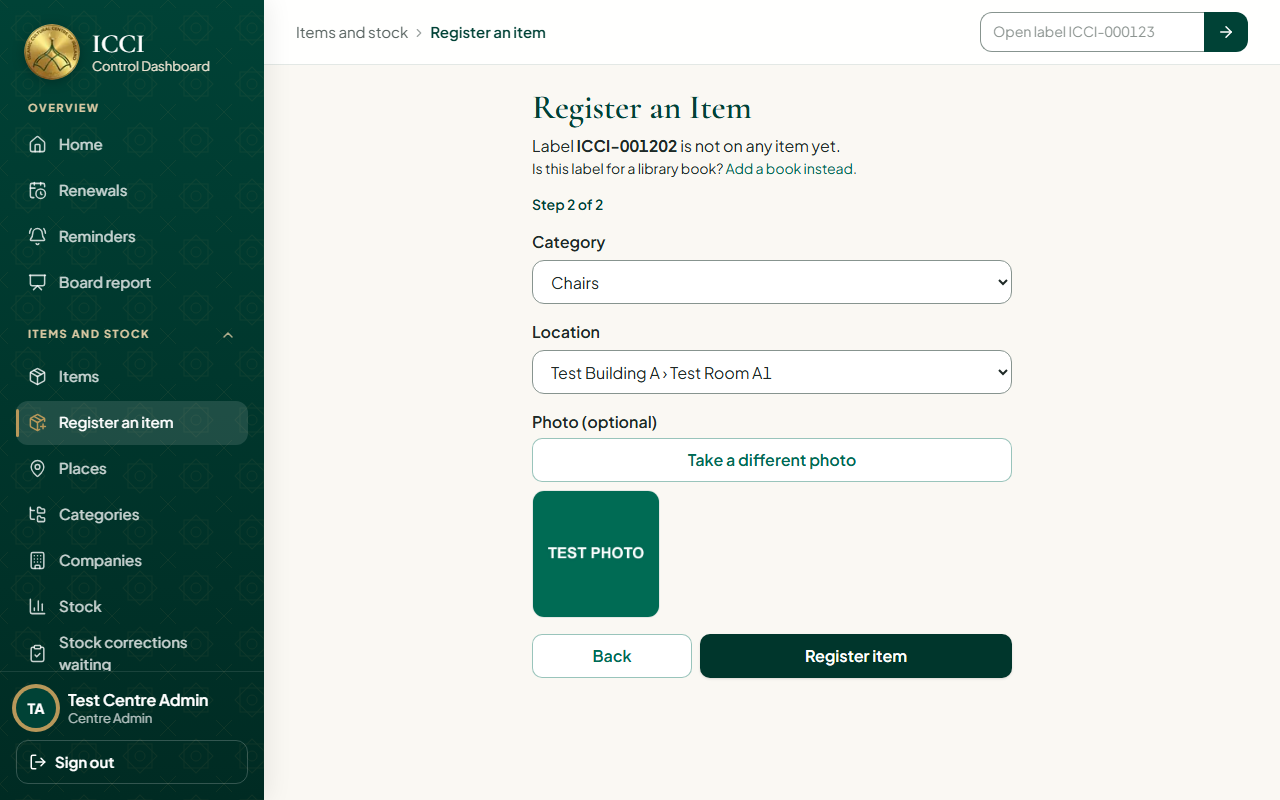 ICCI
Control Dashboard
OVERVIEW
Home
Renewals
Reminders
Board report
ITEMS AND STOCK
Items
Register an item
Places
Categories
Companies
Stock
Stock corrections
waiting
TA
Test Centre Admin
Centre Admin
Sign out
Items and stock › Register an item
Open label ICCI-000123
Register an Item
Label ICCI-001202 is not on any item yet.
Is this label for a library book? Add a book instead.
Step 2 of 2
Category
Chairs
Location
Test Building A › Test Room A1
Photo (optional)
Take a different photo
TEST PHOTO
Back
Register item